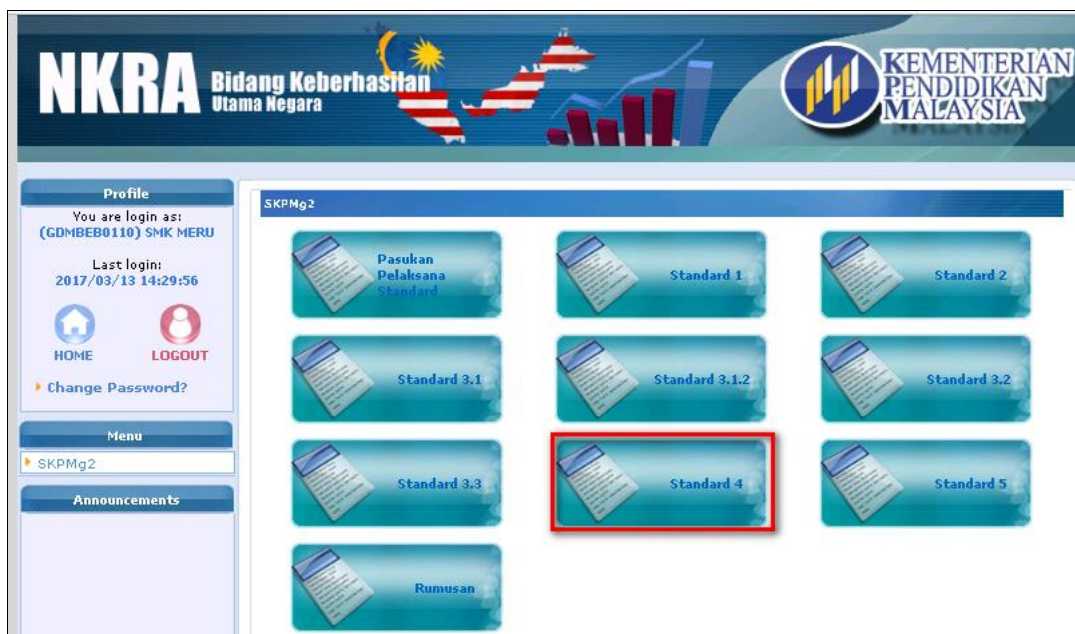 NKRA Bidang Keberhasilan
Utama Negara
KEMENTERIAN
PENDIDIKAN
MALAYSIA
Profile
You are login as:
(GDMBEB0110) SMK MERU
Last login:
2017/03/13 14:29:56
HOME LOGOUT
Change Password?
Menu
SKPMg2
Announcements
SKPMg2
Pasukan
Pelaksana
Standard
Standard 1
Standard 2
Standard 3.1
Standard 3.1.2
Standard 3.2
Standard 3.3
Standard 4
Standard 5
Rumusan